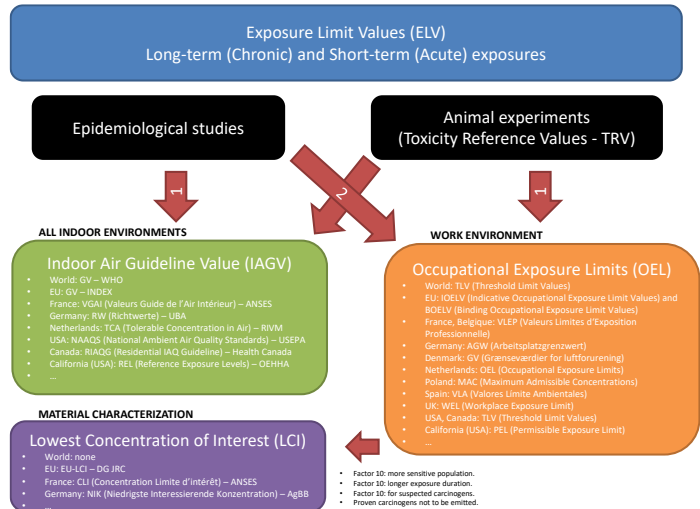 Exposure Limit Values (ELV)
Long-term (Chronic) and Short-term (Acute) exposures
Epidemiological studies
Animal experiments
(Toxicity Reference Values - TRV)
1
2
1
ALL INDOOR ENVIRONMENTS
Indoor Air Guideline Value (IAGV)
• World: GV – WHO
• EU: GV – INDEX
• France: VGAI (Valeurs Guide de l'Air Intérieur) – ANSES
• Germany: RW (Richtwerte) – UBA
• Netherlands: TCA (Tolerable Concentration in Air) – RIVM
• USA: NAAQS (National Ambient Air Quality Standards) – USEPA
• Canada: RIAQG (Residential IAQ Guideline) – Health Canada
• California (USA): REL (Reference Exposure Levels) – OEHHA
• ...
WORK ENVIRONMENT
Occupational Exposure Limits (OEL)
• World: TLV (Threshold Limit Values)
• EU: IOELV (Indicative Occupational Exposure Limit Values) and
BOELV (Binding Occupational Exposure Limit Values)
• France, Belgique: VLEP (Valeurs Limites d'Exposition
Professionnelle)
• Germany: AGW (Arbeitsplatzgrenzwert)
• Denmark: GV (Grænseværdier for luftforurening)
• Netherlands: OEL (Occupational Exposure Limits)
• Poland: MAC (Maximum Admissible Concentrations)
• Spain: VLA (Valores Límite Ambientales)
• UK: WEL (Workplace Exposure Limit)
• USA, Canada: TLV (Threshold Limit Values)
• California (USA): PEL (Permissible Exposure Limit)
• ...
MATERIAL CHARACTERIZATION
Lowest Concentration of Interest (LCI)
• World: none
• EU: EU-LCI – DG JRC
• France: CLI (Concentration Limite d'intérêt) – ANSES
• Germany: NIK (Niedrigste Interessierende Konzentration) – AgBB
• ...
• Factor 10: more sensitive population.
• Factor 10: longer exposure duration.
• Factor 10: for suspected carcinogens.
• Proven carcinogens not to be emitted.